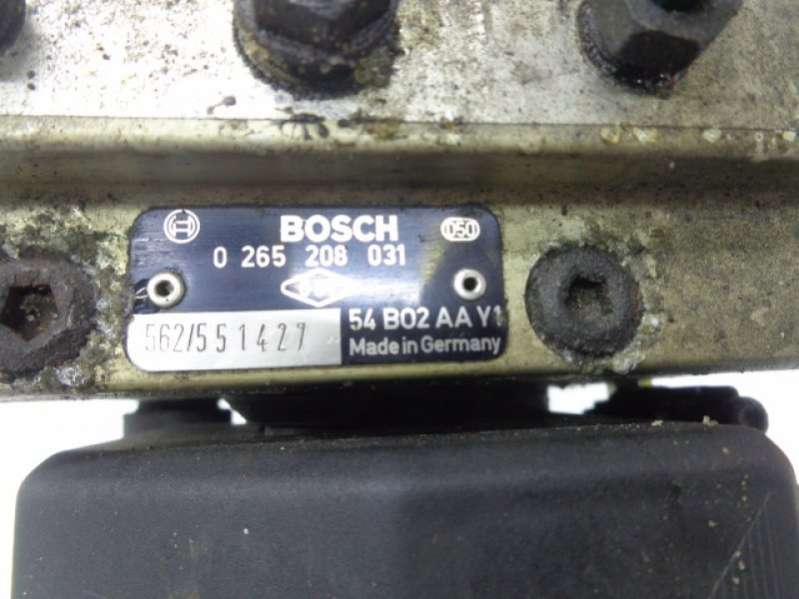 BOSCH
050
0 265 208 031
562/551427
54 B02 AA Y1
Made in Germany